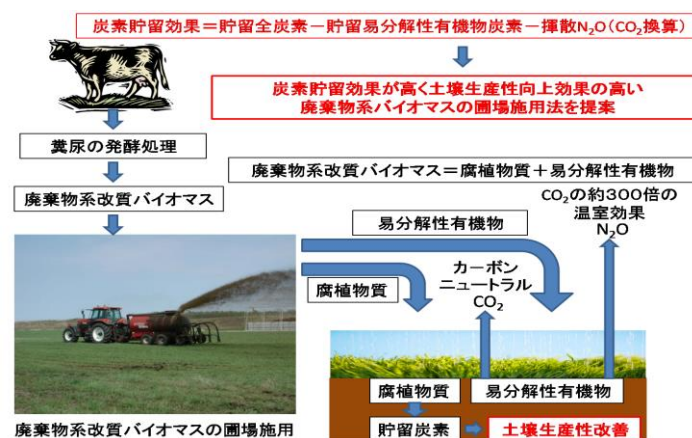 炭素貯留効果＝貯留全炭素－貯留易分解性有機物炭素－揮散N₂O(CO₂換算)
炭素貯留効果が高く土壌生産性向上効果の高い
廃棄物系バイオマスの圃場施用法を提案
糞尿の発酵処理
廃棄物系改質バイオマス＝腐植物質＋易分解性有機物
廃棄物系改質バイオマス
CO₂の約300倍の
温室効果
N₂O
易分解性有機物
腐植物質
カーボン
ニュートラル
CO₂
腐植物質
易分解性有機物
貯留炭素
土壌生産性改善
廃棄物系改質バイオマスの圃場施用